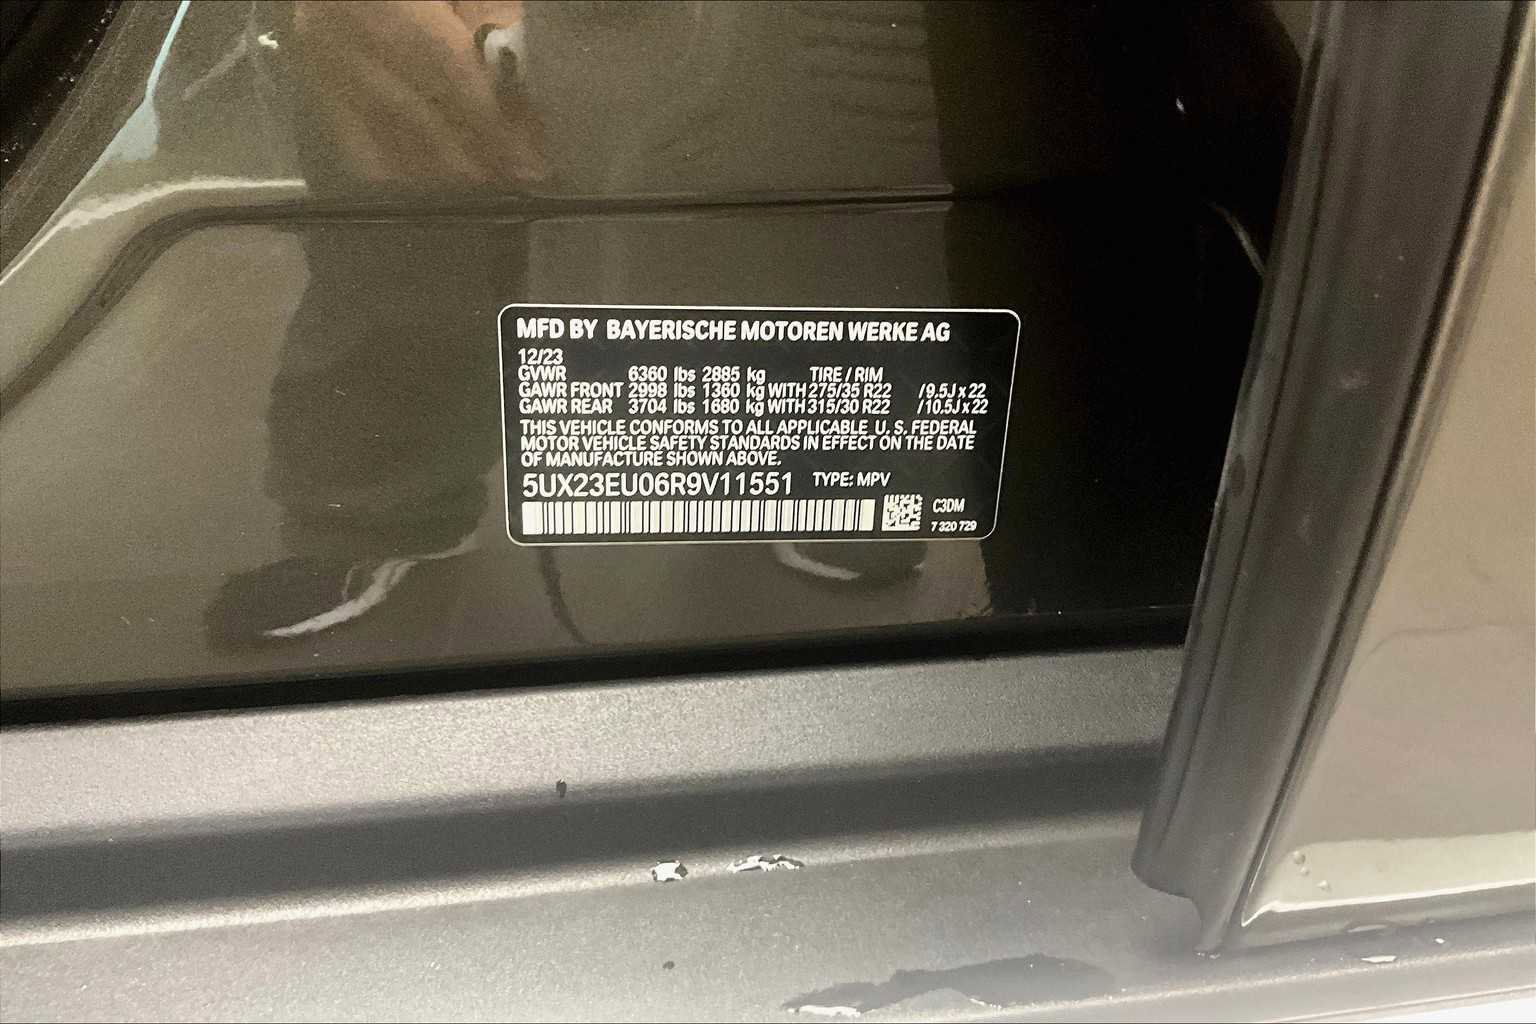 MFD BY BAYERISCHE MOTOREN WERKE AG
12/23
GVWR 6360 lbs 2885 kg TIRE / RIM
GAWR FRONT 2998 lbs 1360 kg WITH 275/35 R22 / 9.5J x 22
GAWR REAR 3704 lbs 1680 kg WITH 315/30 R22 / 10.5J x 22
THIS VEHICLE CONFORMS TO ALL APPLICABLE U. S. FEDERAL
MOTOR VEHICLE SAFETY STANDARDS IN EFFECT ON THE DATE
OF MANUFACTURE SHOWN ABOVE.
5UX23EU06R9V11551 TYPE: MPV
C3DM
7 320 729